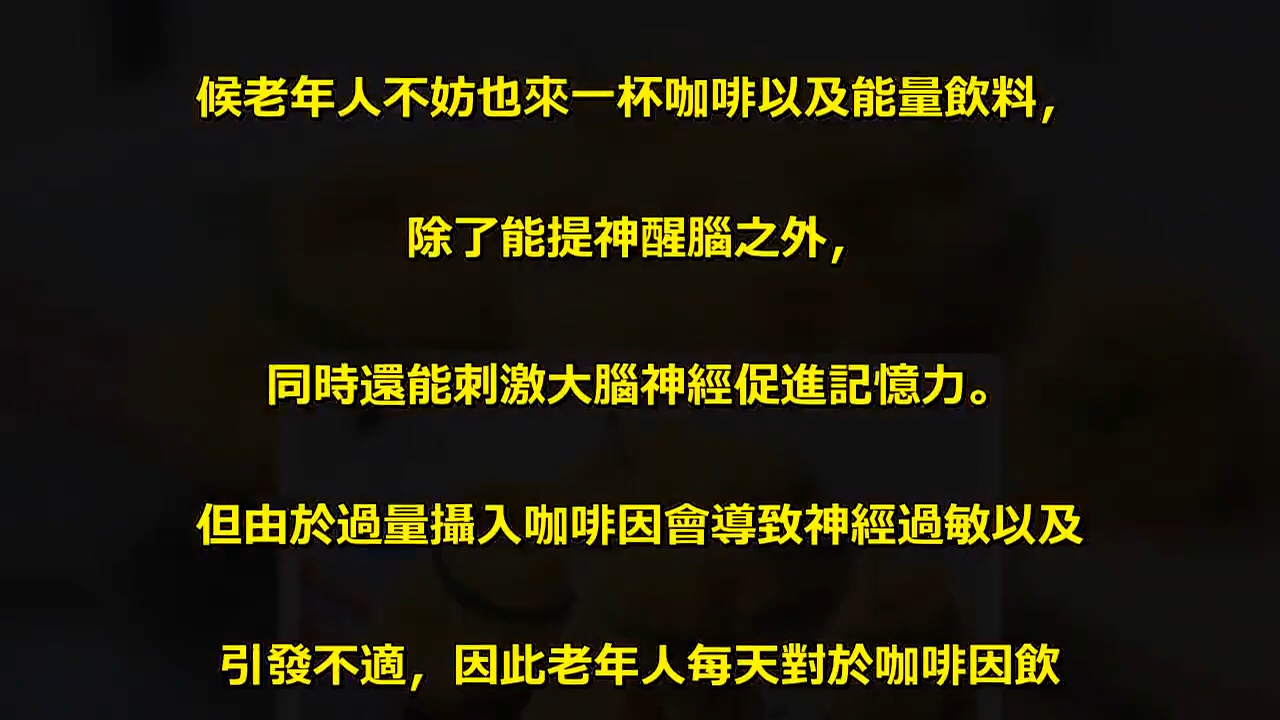 候老年人不妨也來一杯咖啡以及能量飲料，
除了能提神醒腦之外，
同時還能刺激大腦神經促進記憶力。
但由於過量攝入咖啡因會導致神經過敏以及
引發不適，因此老年人每天對於咖啡因飲